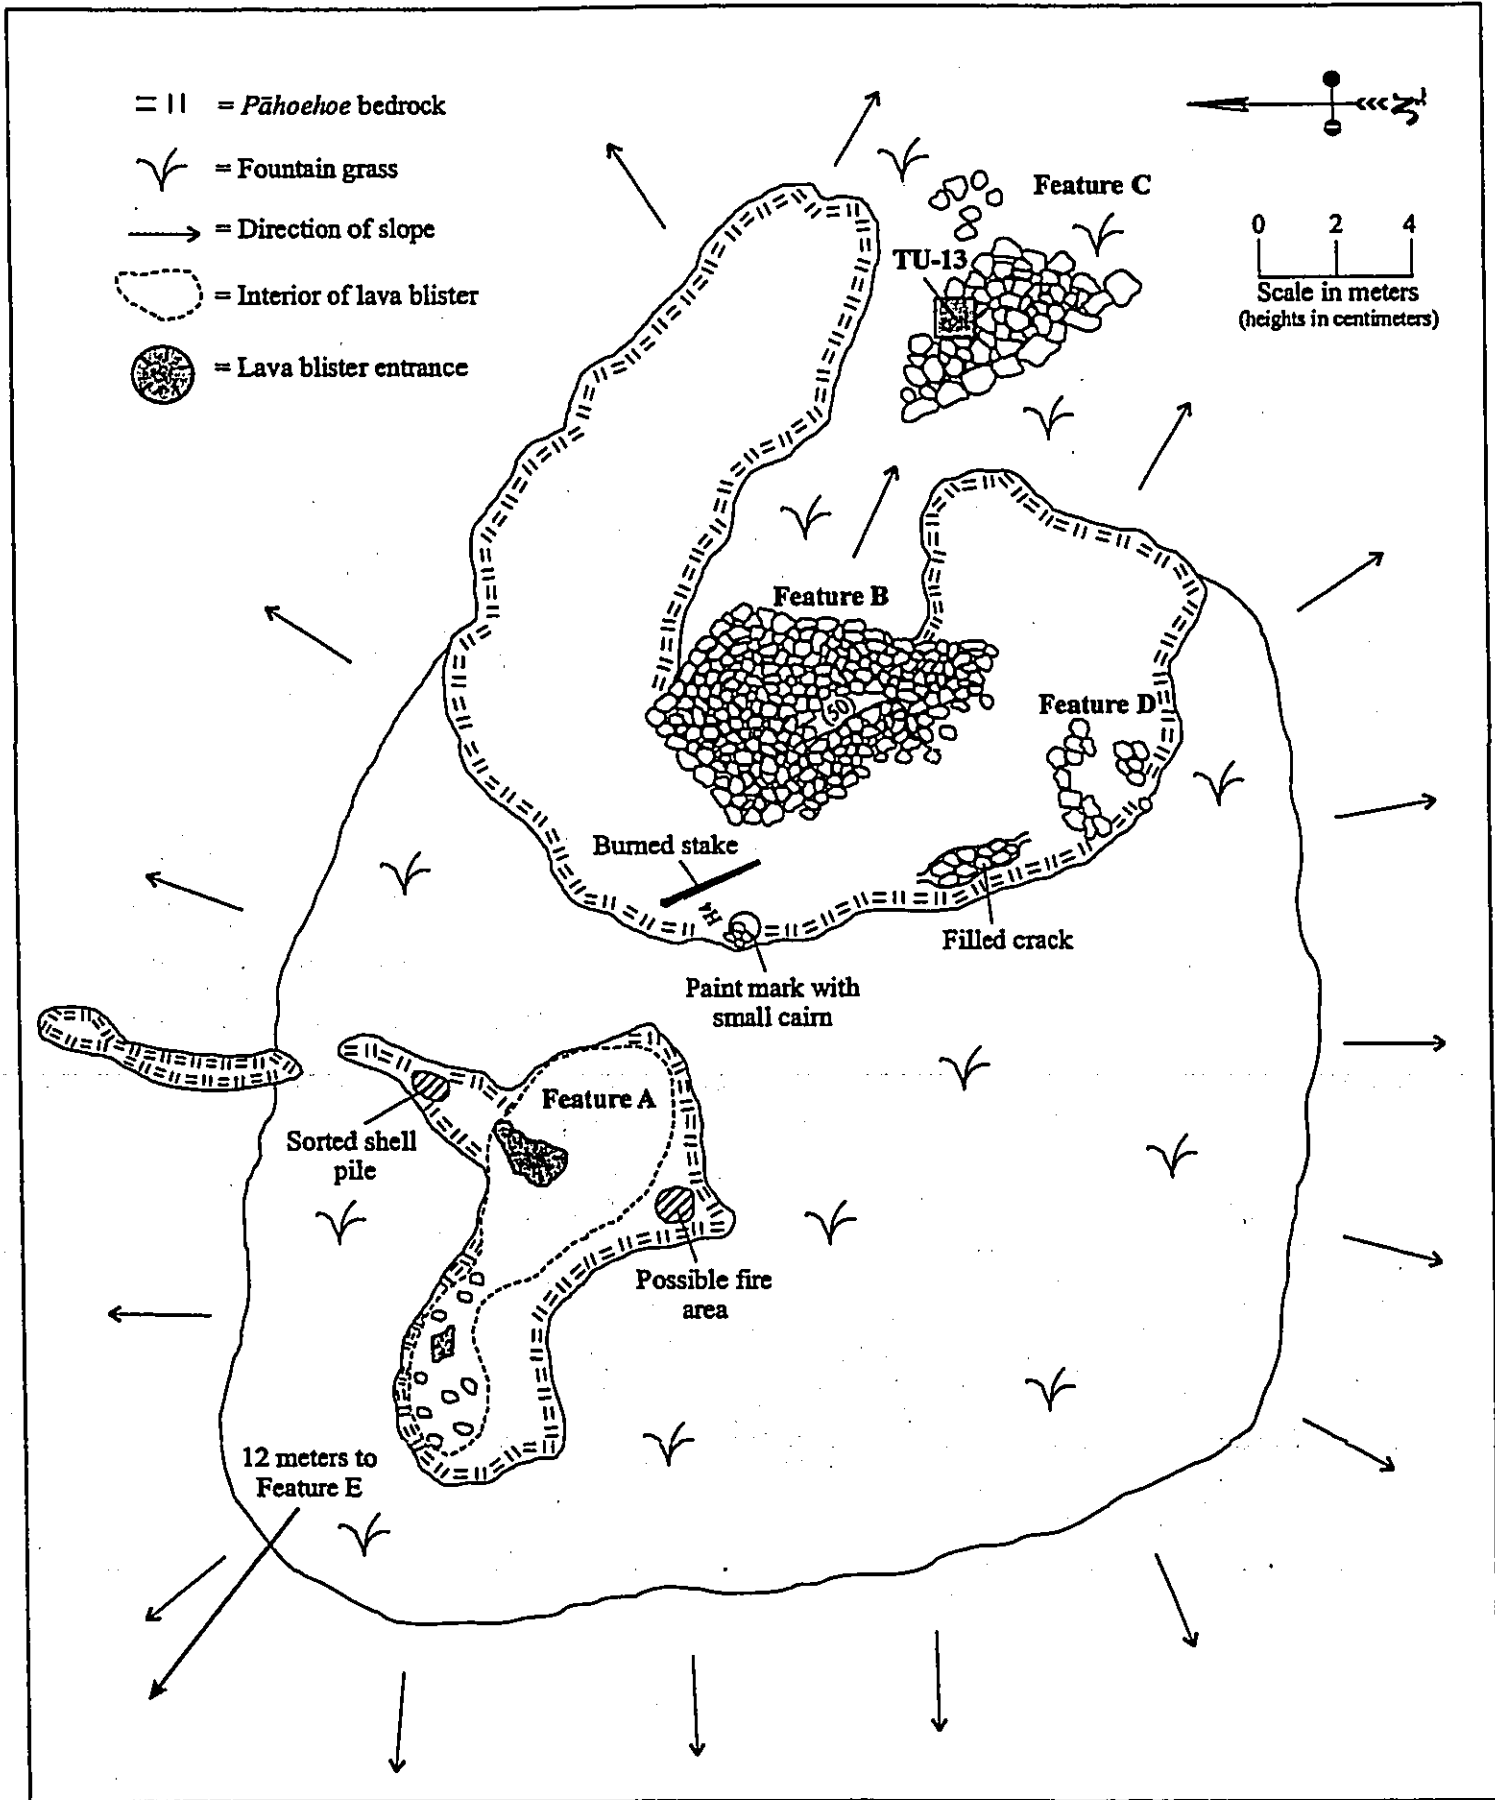 = Pāhoehoe bedrock
= Fountain grass
= Direction of slope
= Interior of lava blister
= Lava blister entrance
N
Feature C
0 2 4
Scale in meters
(heights in centimeters)
TU-13
Feature B
(50)
Feature D
Burned stake
Filled crack
Paint mark with
small cairn
Feature A
Sorted shell
pile
Possible fire
area
12 meters to
Feature E